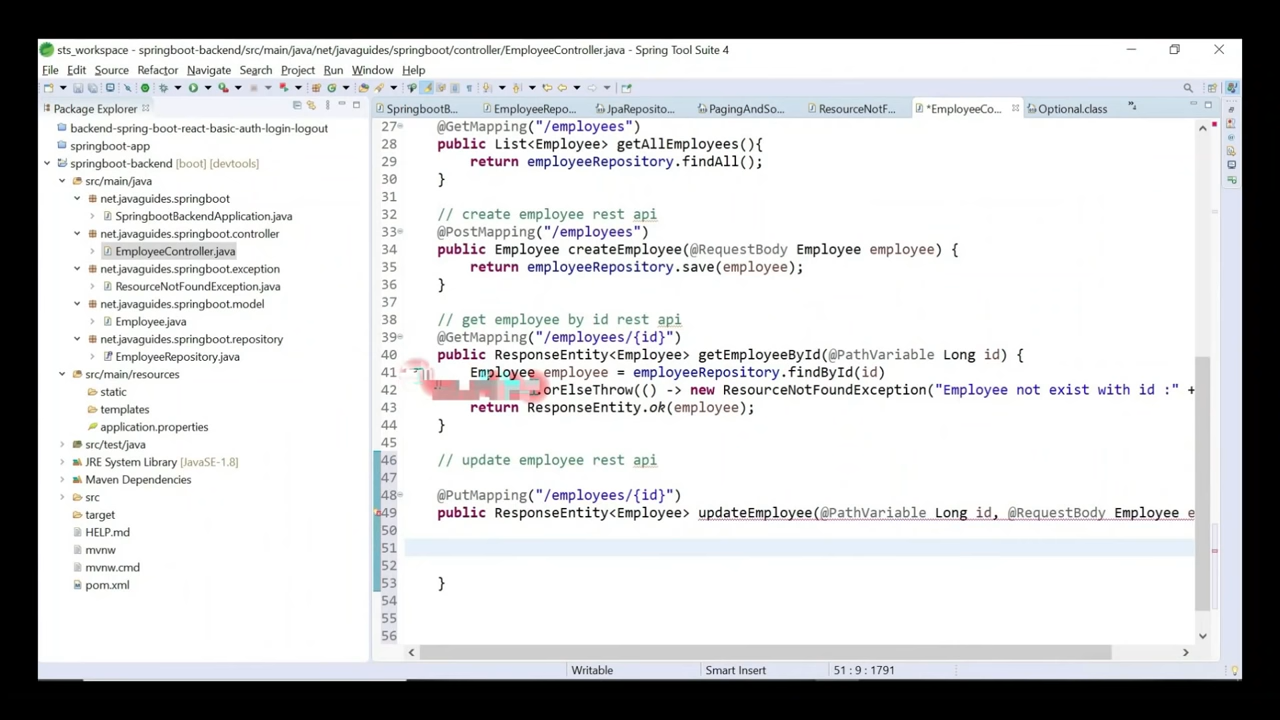 sts_workspace - springboot-backend/src/main/java/net/javaguides/springboot/controller/EmployeeController.java - Spring Tool Suite 4
File Edit Source Refactor Navigate Search Project Run Window Help
Package Explorer
SpringbootB... EmployeeRepo... JpaReposito... PagingAndSo... ResourceNotF... *EmployeeCo... Optional.class
backend-spring-boot-react-basic-auth-login-logout
springboot-app
springboot-backend [boot] [devtools]
src/main/java
net.javaguides.springboot
SpringbootBackendApplication.java
net.javaguides.springboot.controller
EmployeeController.java
net.javaguides.springboot.exception
ResourceNotFoundException.java
net.javaguides.springboot.model
Employee.java
net.javaguides.springboot.repository
EmployeeRepository.java
src/main/resources
static
templates
application.properties
src/test/java
JRE System Library [JavaSE-1.8]
Maven Dependencies
src
target
HELP.md
mvnw
mvnw.cmd
pom.xml
27 @GetMapping("/employees")
28 public List<Employee> getAllEmployees(){
29 return employeeRepository.findAll();
30 }
31
32 // create employee rest api
33 @PostMapping("/employees")
34 public Employee createEmployee(@RequestBody Employee employee) {
35 return employeeRepository.save(employee);
36 }
37
38 // get employee by id rest api
39 @GetMapping("/employees/{id}")
40 public ResponseEntity<Employee> getEmployeeById(@PathVariable Long id) {
41 Employee employee = employeeRepository.findById(id)
42 .orElseThrow(() -> new ResourceNotFoundException("Employee not exist with id :" +
43 return ResponseEntity.ok(employee);
44 }
45
46 // update employee rest api
47
48 @PutMapping("/employees/{id}")
49 public ResponseEntity<Employee> updateEmployee(@PathVariable Long id, @RequestBody Employee e
50
51
52
53 }
54
55
56
Writable Smart Insert 51 : 9 : 1791